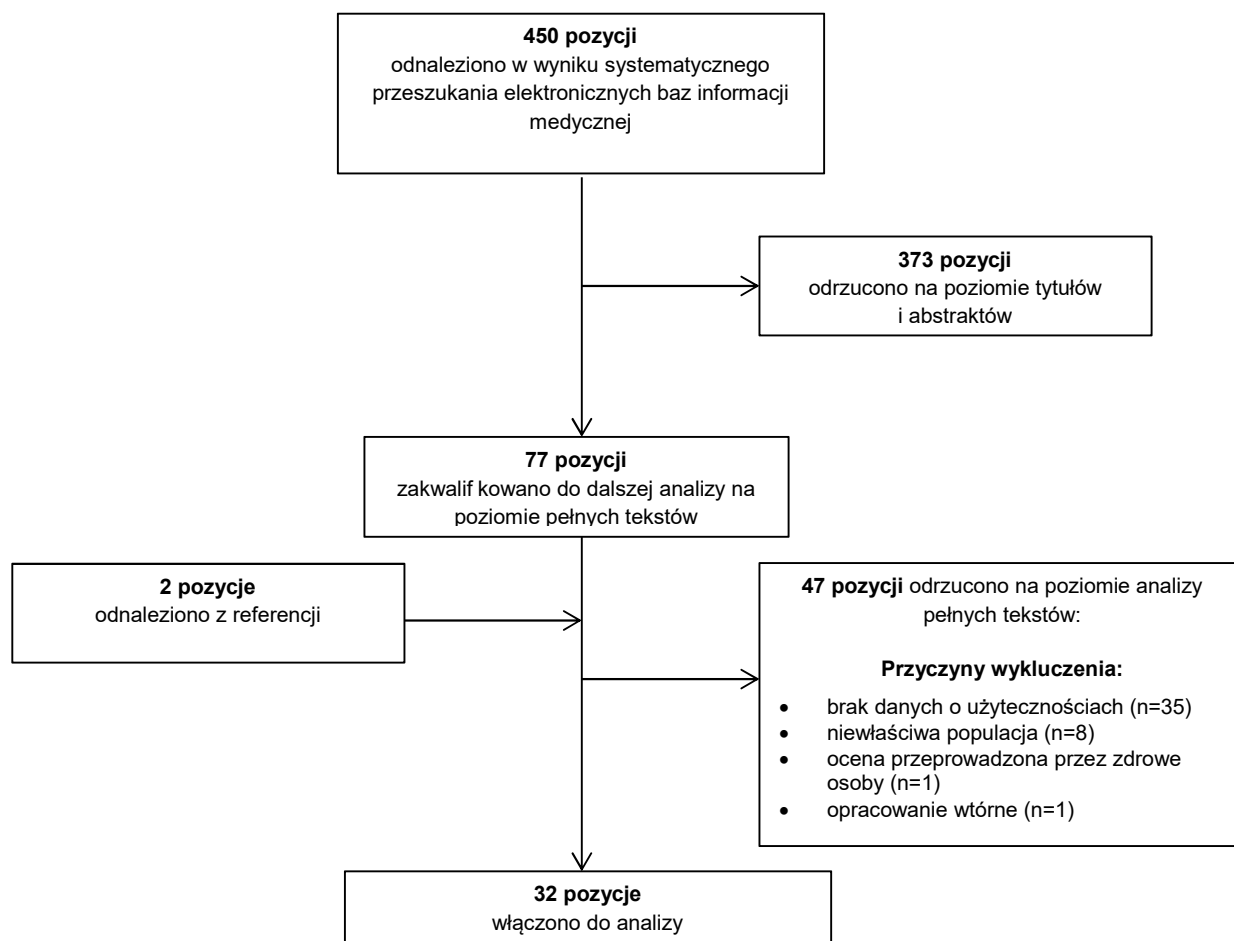 450 pozycji
odnaleziono w wyniku systematycznego
przeszukania elektronicznych baz informacji
medycznej
373 pozycji
odrzucono na poziomie tytułów
i abstraktów
77 pozycji
zakwalif kowano do dalszej analizy na
poziomie pełnych tekstów
2 pozycje
odnaleziono z referencji
47 pozycji odrzucono na poziomie analizy
pełnych tekstów:
Przyczyny wykluczenia:
• brak danych o użytecznościach (n=35)
• niewłaściwa populacja (n=8)
• ocena przeprowadzona przez zdrowe
osoby (n=1)
• opracowanie wtórne (n=1)
32 pozycje
włączono do analizy